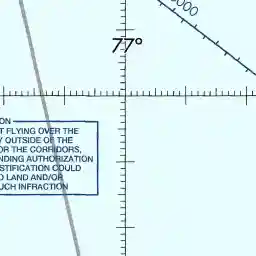 0000
77°
ON
T FLYING OVER THE
Y OUTSIDE OF THE
OR THE CORRIDORS,
NDING AUTHORIZATION
STIFICATION COULD
D LAND AND/OR
UCH INFRACTION